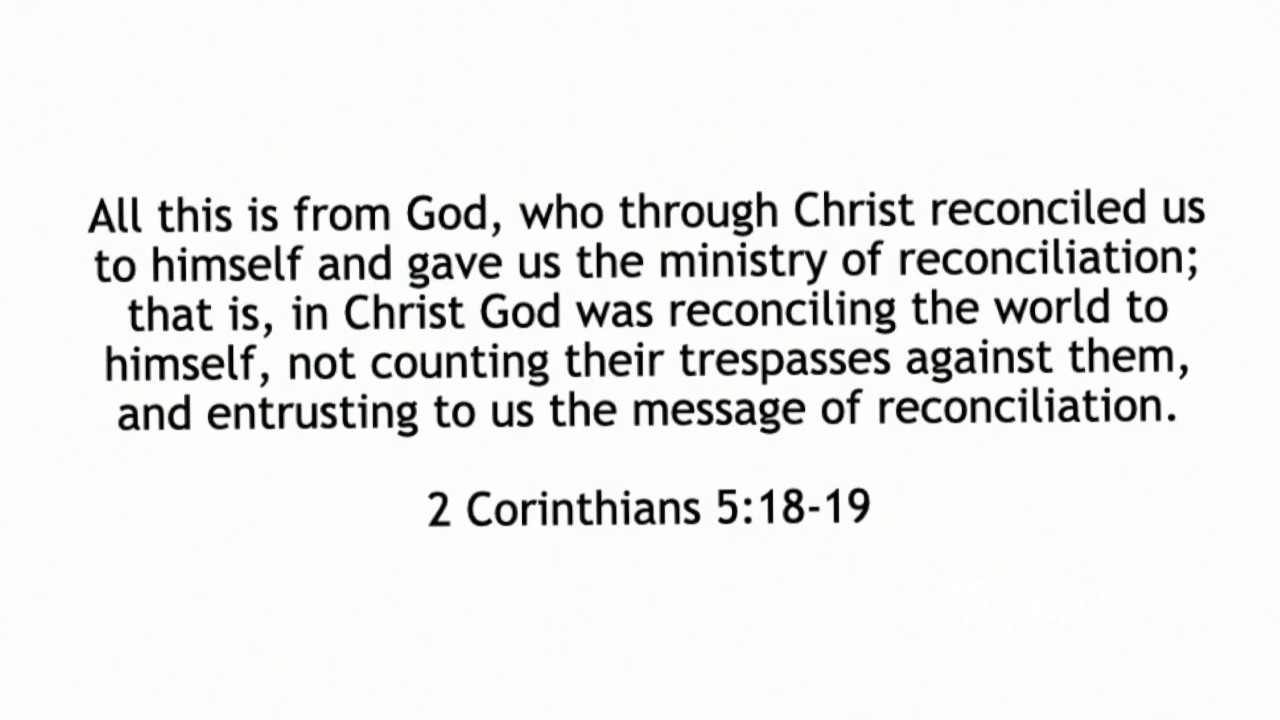 All this is from God, who through Christ reconciled us
to himself and gave us the ministry of reconciliation;
that is, in Christ God was reconciling the world to
himself, not counting their trespasses against them,
and entrusting to us the message of reconciliation.
2 Corinthians 5:18-19
The Gathering